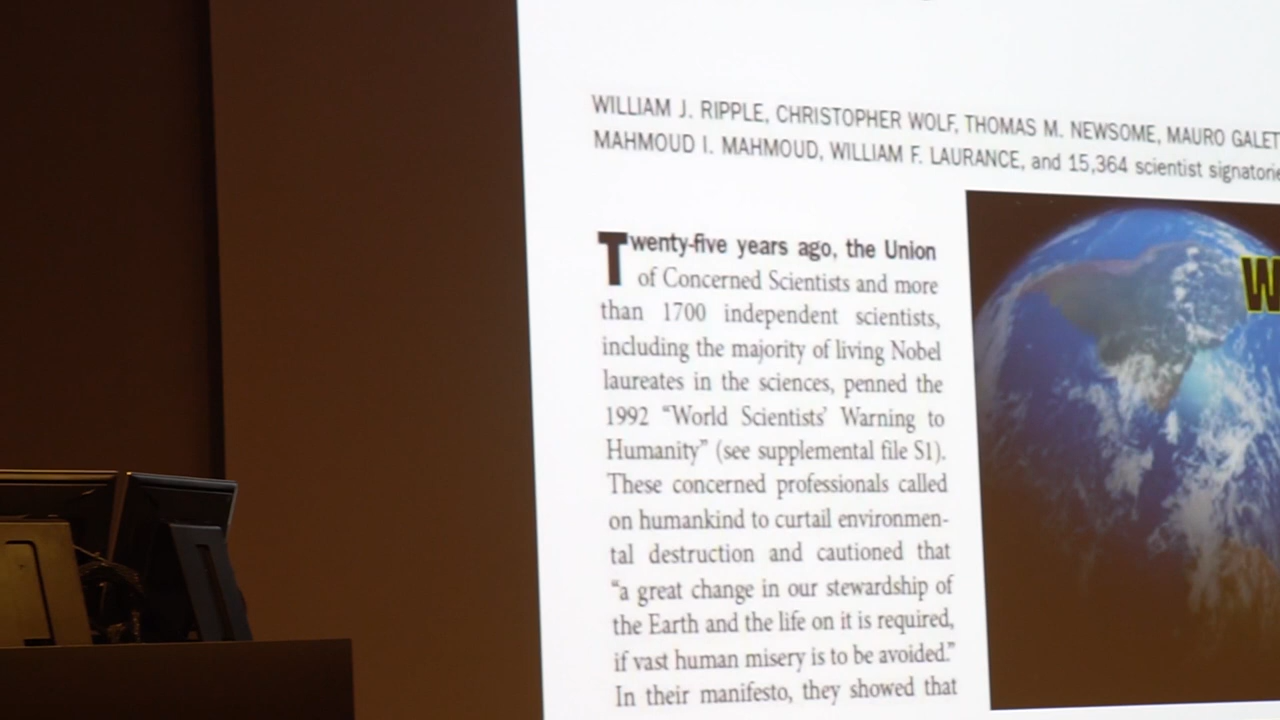 WILLIAM J. RIPPLE, CHRISTOPHER WOLF, THOMAS M. NEWSOME, MAURO
MAHMOUD I. MAHMOUD, WILLIAM F. LAURANCE, and 15,364 scientist
Twenty-five years ago, the Union
of Concerned Scientists and more
than 1700 independent scientists,
including the majority of living Nobel
laureates in the sciences, penned the
1992 “World Scientists’ Warning to
Humanity” (see supplemental file S1).
These concerned professionals called
on humankind to curtail environmen-
tal destruction and cautioned that
“a great change in our stewardship of
the Earth and the life on it is required,
if vast human misery is to be avoided.”
In their manifesto, they showed that